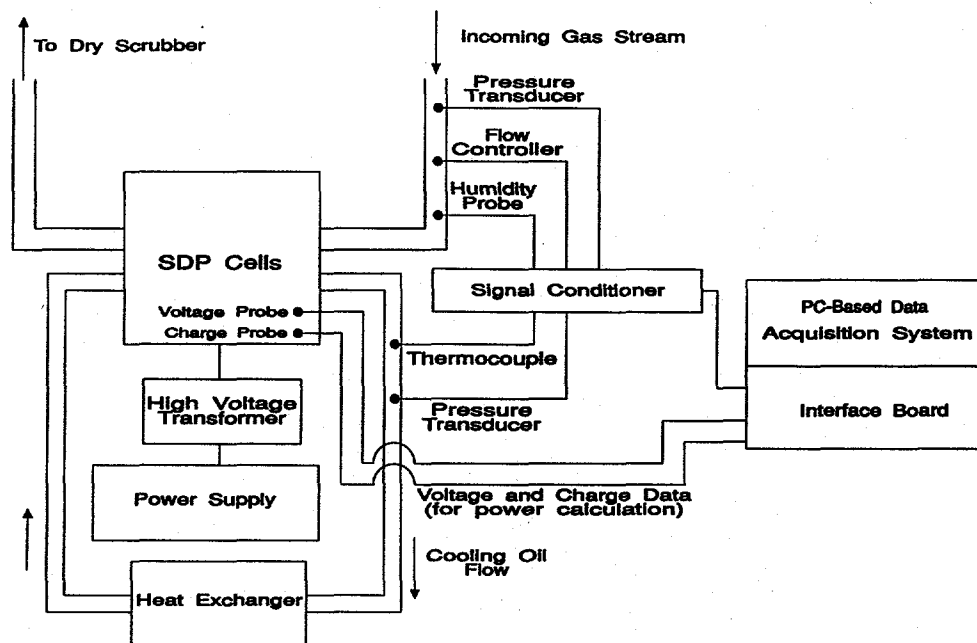 To Dry Scrubber
Incoming Gas Stream
Pressure
Transducer
Flow
Controller
Humidity
Probe
SDP Cells
Signal Conditioner
PC-Based Data
Acquisition System
Voltage Probe
Charge Probe
Thermocouple
High Voltage
Transformer
Pressure
Transducer
Interface Board
Power Supply
Voltage and Charge Data
(for power calculation)
Cooling Oil
Flow
Heat Exchanger